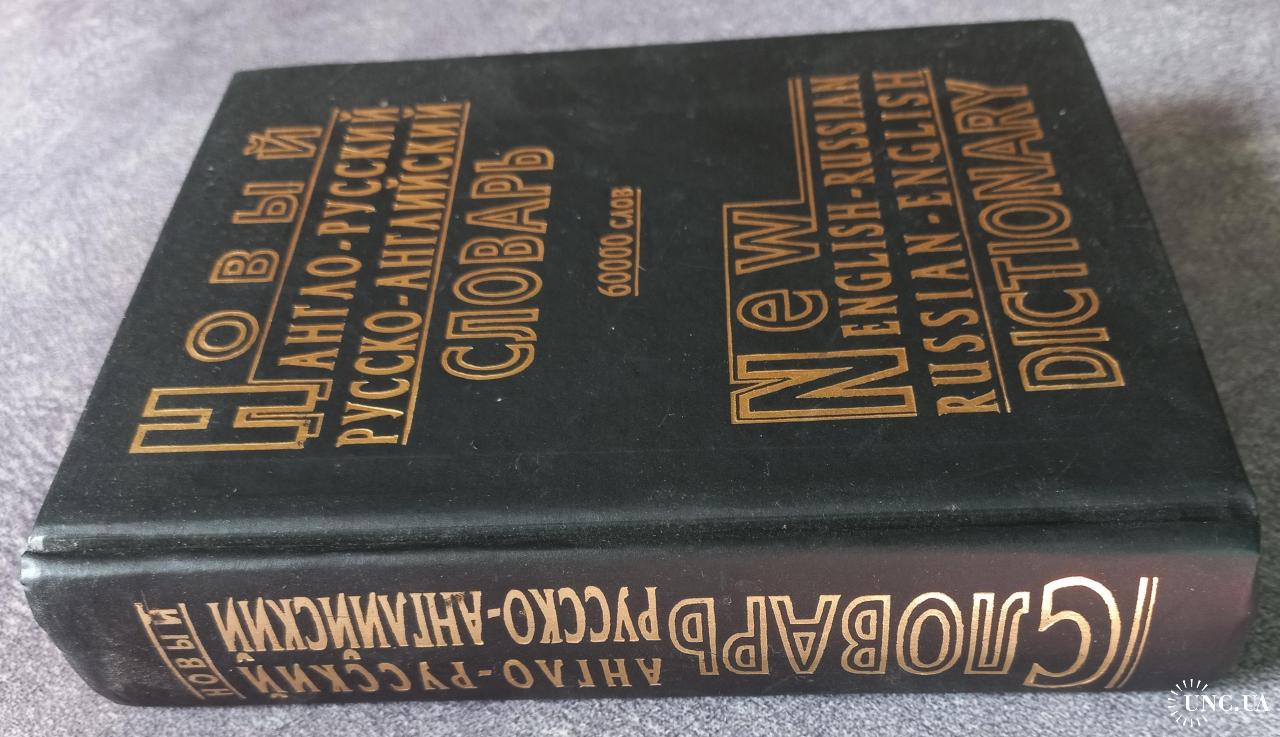 Новый
АНГЛО-РУССКИЙ
РУССКО-АНГЛИЙСКИЙ
СЛОВАРЬ
60000 слов
New
ENGLISH-RUSSIAN
RUSSIAN-ENGLISH
DICTIONARY
НОВЫЙ
АНГЛО-РУССКИЙ
РУССКО-АНГЛИЙСКИЙ
СЛОВАРЬ
UNC.UA